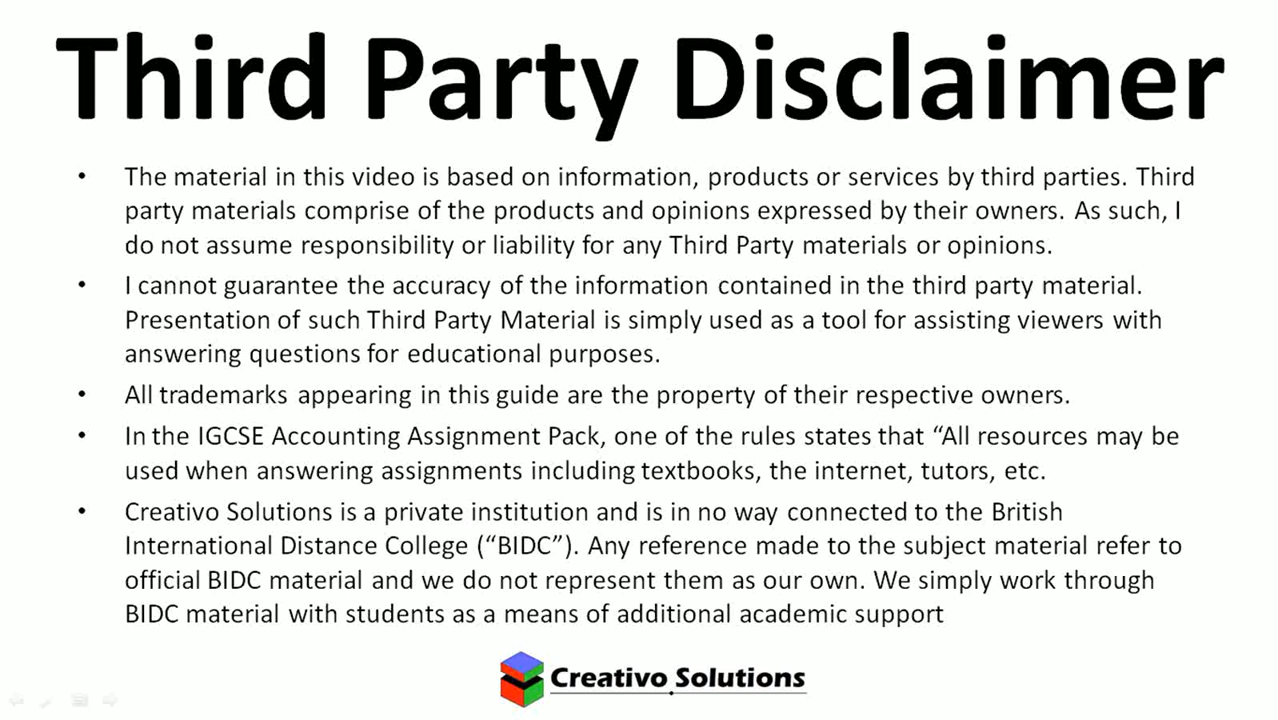 Third Party Disclaimer
• The material in this video is based on information, products or services by third parties. Third
party materials comprise of the products and opinions expressed by their owners. As such, I
do not assume responsibility or liability for any Third Party materials or opinions.
• I cannot guarantee the accuracy of the information contained in the third party material.
Presentation of such Third Party Material is simply used as a tool for assisting viewers with
answering questions for educational purposes.
• All trademarks appearing in this guide are the property of their respective owners.
• In the IGCSE Accounting Assignment Pack, one of the rules states that “All resources may be
used when answering assignments including textbooks, the internet, tutors, etc.
• Creativo Solutions is a private institution and is in no way connected to the British
International Distance College (“BIDC”). Any reference made to the subject material refer to
official BIDC material and we do not represent them as our own. We simply work through
BIDC material with students as a means of additional academic support
Creativo Solutions